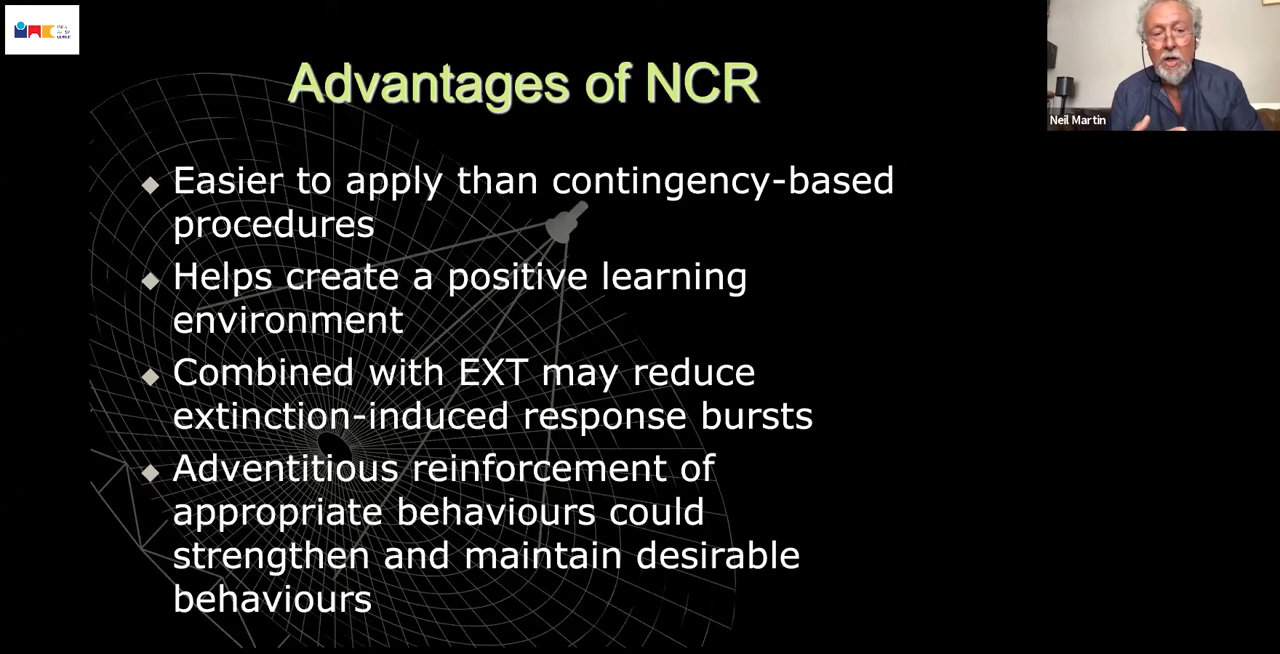 Advantages of NCR
Neil Martin
Easier to apply than contingency-based
procedures
Helps create a positive learning
environment
Combined with EXT may reduce
extinction-induced response bursts
Adventitious reinforcement of
appropriate behaviours could
strengthen and maintain desirable
behaviours